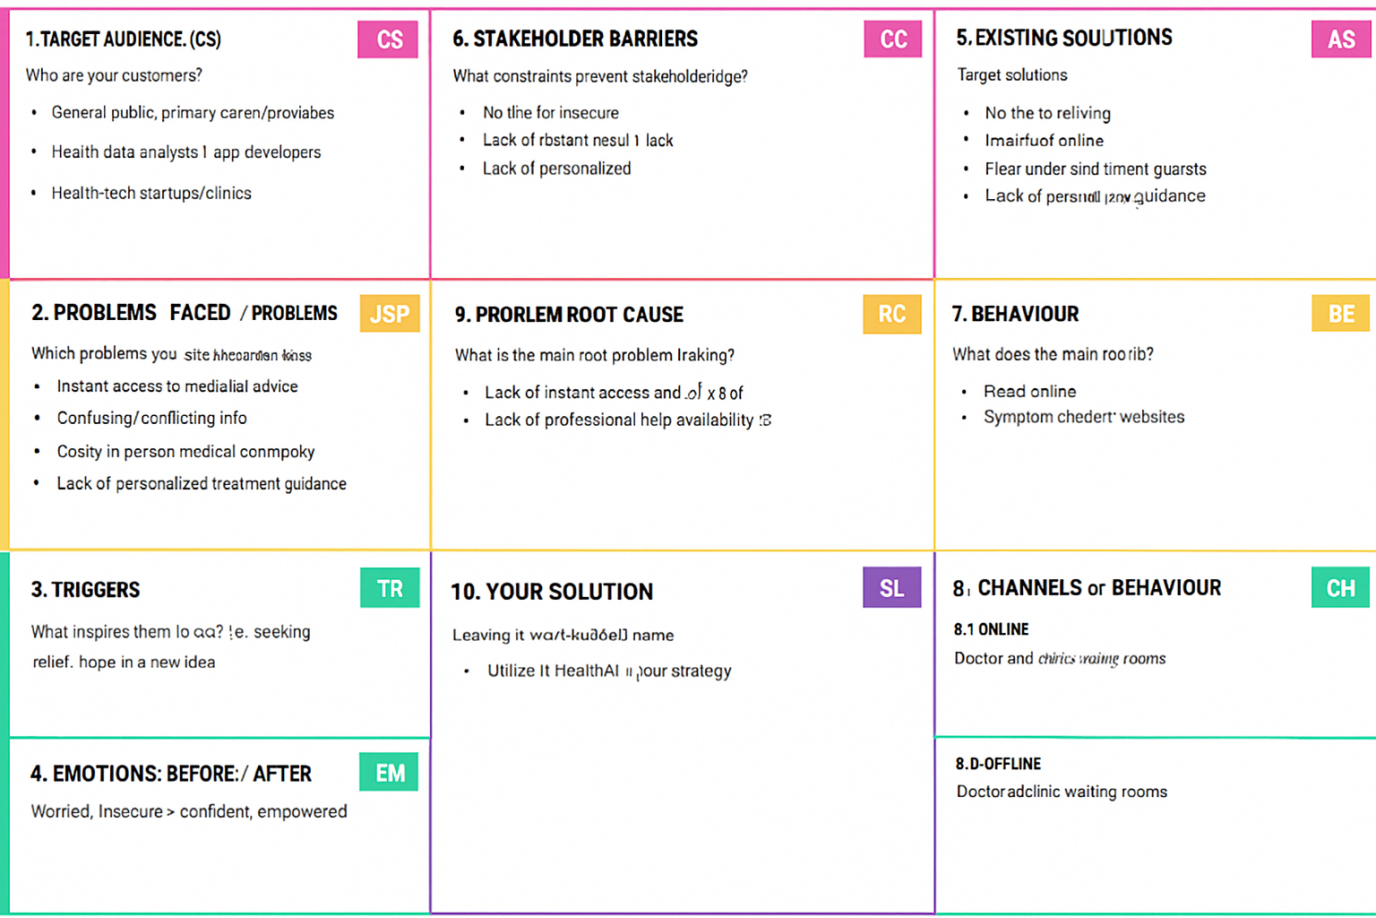 1. TARGET AUDIENCE. (CS)
CS
Who are your customers?
• General public, primary caren/proviabes
• Health data analysts 1 app developers
• Health-tech startups/clinics
6. STAKEHOLDER BARRIERS
CC
What constraints prevent stakeholderidge?
• No tlhe for insecure
• Lack of rbstant nesul 1 lack
• Lack of personalized
5. EXISTING SOUUTIONS
AS
Target solutions
• No the to reliving
• Imairfuof online
• Flear under sind timent guarsts
• Lack of guidance
2. PROBLEMS FACED / PROBLEMS
JSP
Which problems you site
• Instant access to medialial advice
• Confusing/conflicting info
• Cosity in person medical conmpoky
• Lack of personalized treatment guidance
9. PRORLEM ROOT CAUSE
RC
What is the main root problem Iraking?
• Lack of instant access and x 8 of
• Lack of professional help availability
7. BEHAVIOUR
BE
What does the main roorib?
• Read online
• Symptom chedert' websites
3. TRIGGERS
TR
What inspires them lo seeking
relief. hope in a new idea
10. YOUR SOLUTION
SL
Leaving it name
• Utilize It HealthAI strategy
8. CHANNELS or BEHAVIOUR
CH
8.1 ONLINE
Doctor and rooms
4. EMOTIONS: BEFORE:/ AFTER
EM
Worried, Insecure > confident, empowered
8.D-OFFLINE
Doctor adclinic waiting rooms